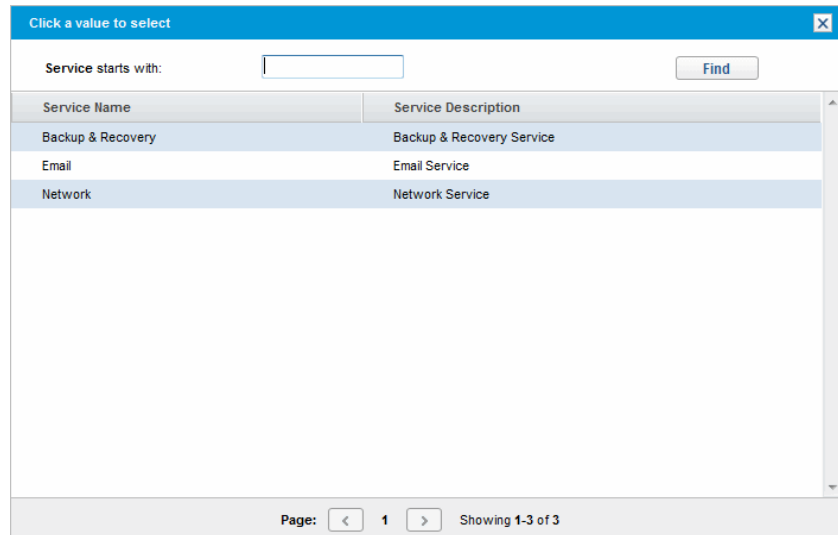 Click a value to select
Service starts with: Find
Service Name Service Description
Backup & Recovery Backup & Recovery Service
Email Email Service
Network Network Service
Page: < 1 > Showing 1-3 of 3